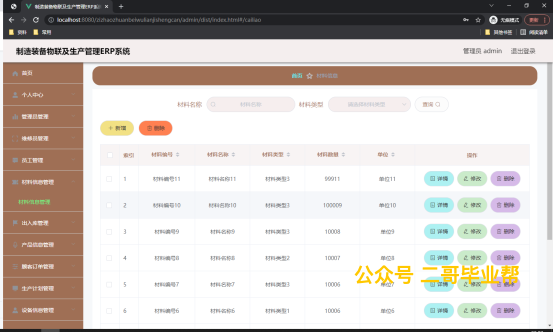 制造装备物联及生产管理ERP系统
localhost:8080/zizhaozhuanbeiwulianjishengcan/admin/dist/index.html#/cailiao
无痕模式
更新
资料 常用
其他书签 阅读清单
制造装备物联及生产管理ERP系统
管理员 admin 退出登录
首页
个人中心
管理员管理
维修员管理
员工管理
材料信息管理
材料信息管理
出入库管理
产品信息管理
顾客订单管理
生产计划管理
设备信息管理
首页 材料信息
材料名称 材料名称 材料类型 请选择材料类型 查询
+ 新增 删除
索引 材料编号 材料名称 材料类型 材料数量 单位 操作
1 材料编号11 材料名称11 材料类型3 99911 单位11 详情 修改 删除
2 材料编号10 材料名称10 材料类型3 100009 单位10 详情 修改 删除
3 材料编号9 材料名称9 材料类型3 10008 单位9 详情 修改 删除
4 材料编号8 材料名称8 材料类型2 10007 单位8 详情 修改 删除
5 材料编号7 材料名称7 材料类型3 10006 单位7 详情 修改 删除
6 材料编号6 材料名称6 材料类型1 10006 单位6 详情 修改 删除
公众号 二哥毕业帮